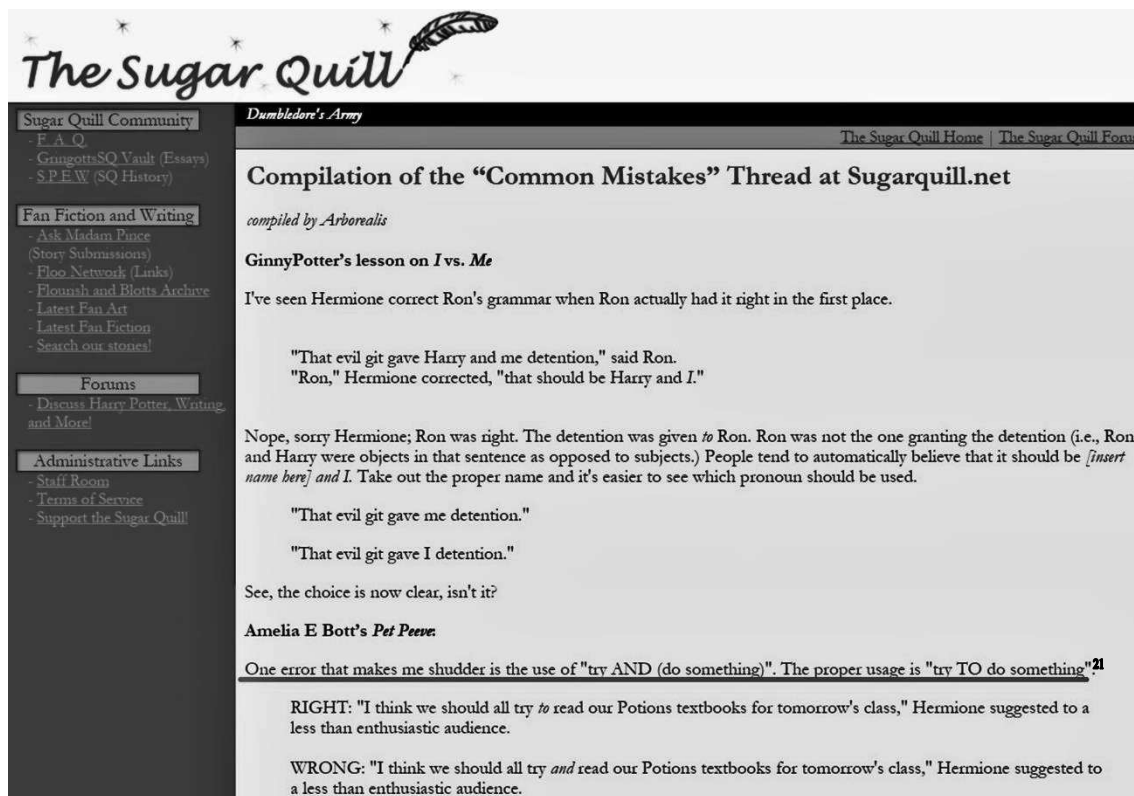 The Sugar Quill
Sugar Quill Community
- F. A. Q.
- GringottsSQ Vault (Essays)
- S.P.E.W (SQ History)
Fan Fiction and Writing
- Ask Madam Pince
(Story Submissions)
- Floo Network (Links)
- Flourish and Blotts Archive
- Latest Fan Art
- Latest Fan Fiction
- Search our stories!
Forums
- Discuss Harry Potter, Writing,
and More!
Administrative Links
- Staff Room
- Terms of Service
- Support the Sugar Quill!
Dumbledore's Army
The Sugar Quill Home | The Sugar Quill Foru
Compilation of the “Common Mistakes” Thread at Sugarquill.net
compiled by Arborealis
GinnyPotter’s lesson on I vs. Me
I've seen Hermione correct Ron's grammar when Ron actually had it right in the first place.
"That evil git gave Harry and me detention," said Ron.
"Ron," Hermione corrected, "that should be Harry and I."
Nope, sorry Hermione; Ron was right. The detention was given to Ron. Ron was not the one granting the detention (i.e., Ron
and Harry were objects in that sentence as opposed to subjects.) People tend to automatically believe that it should be [insert
name here] and I. Take out the proper name and it's easier to see which pronoun should be used.
"That evil git gave me detention."
"That evil git gave I detention."
See, the choice is now clear, isn't it?
Amelia E Bott’s Pet Peeve:
One error that makes me shudder is the use of "try AND (do something)". The proper usage is "try TO do something".21
RIGHT: "I think we should all try to read our Potions textbooks for tomorrow's class," Hermione suggested to a
less than enthusiastic audience.
WRONG: "I think we should all try and read our Potions textbooks for tomorrow's class," Hermione suggested to
a less than enthusiastic audience.